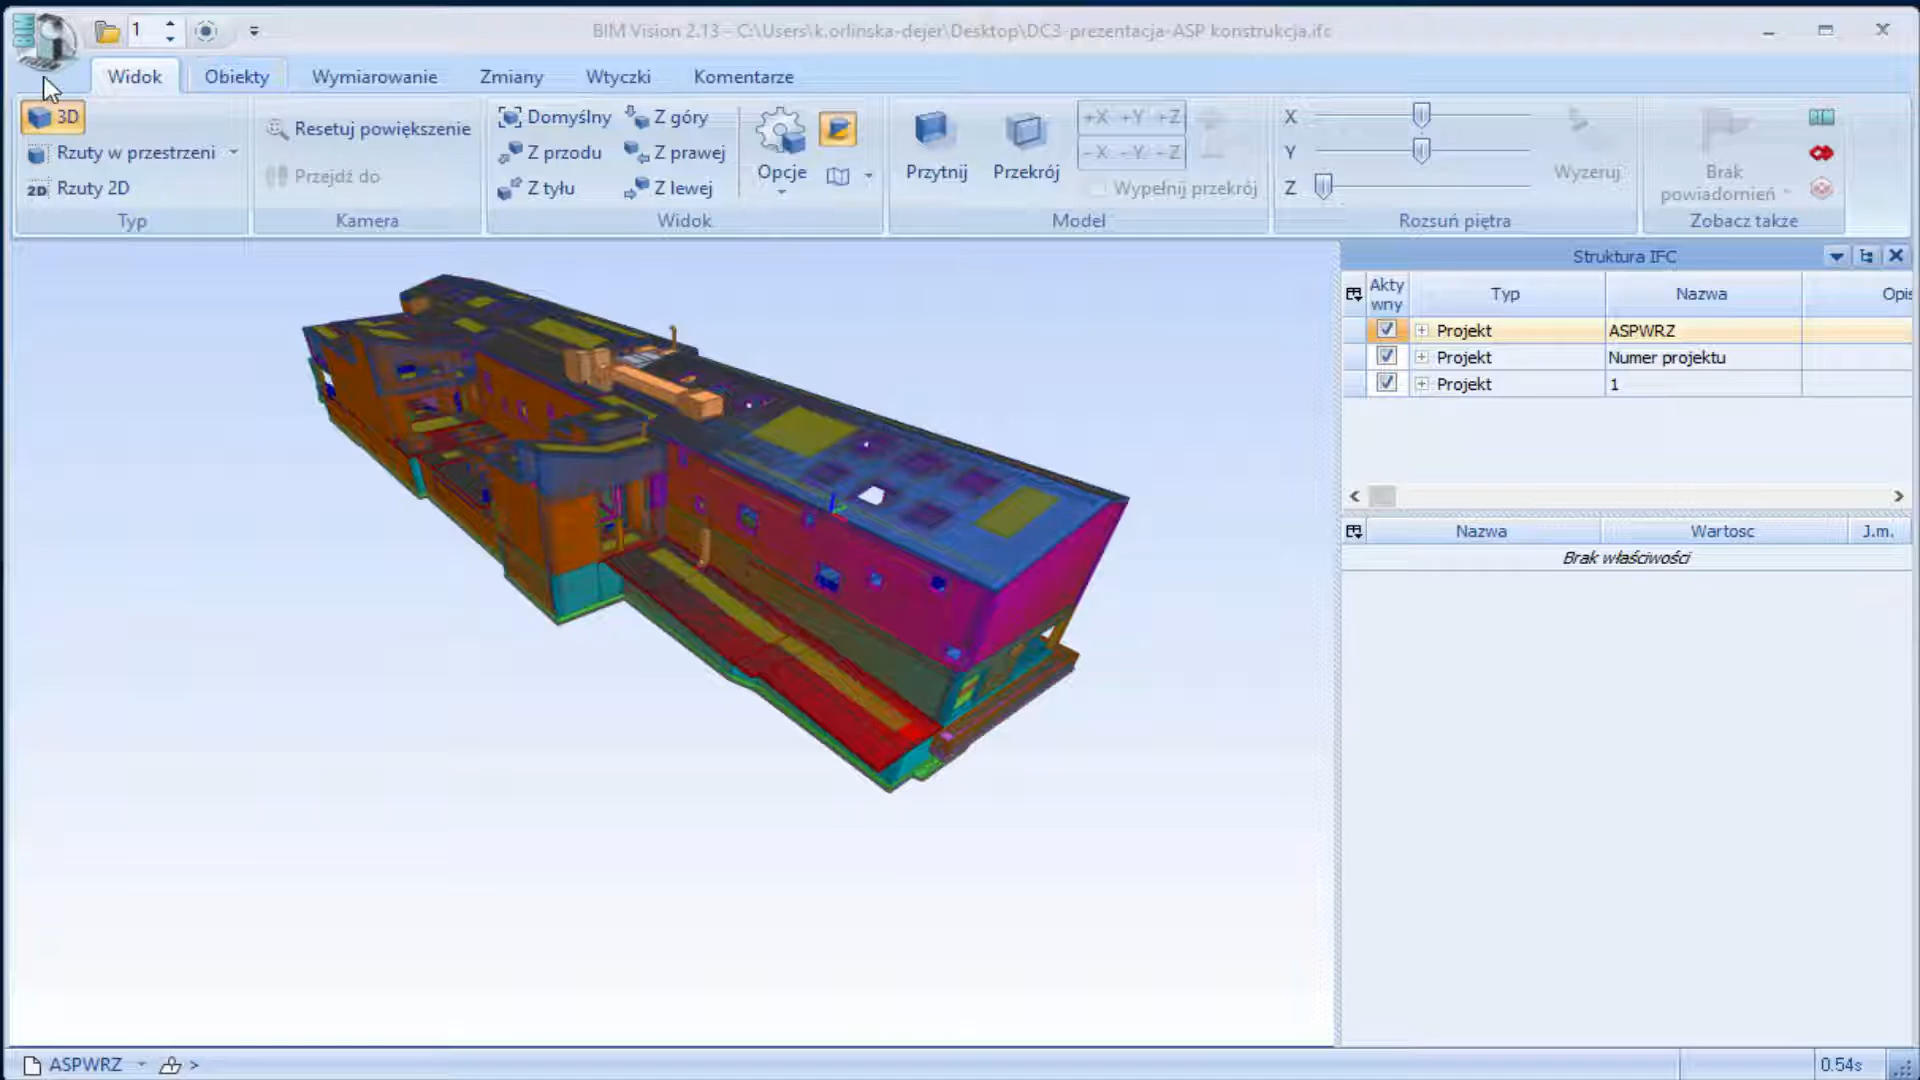 BIM
1
BIM Vision 2.13 - C:\Users\k.orlinska-dejer\Desktop\DC3-prezentacja-ASP konstrukcja.ifc
Widok
Obiekty
Wymiarowanie
Zmiany
Wtyczki
Komentarze
3D
Rzuty w przestrzeni
2D Rzuty 2D
Typ
Resetuj powiększenie
Przejdź do
Kamera
Domyślny
Z góry
Z przodu
Z prawej
Z tyłu
Z lewej
Opcje
Widok
Przytnij
Przekrój
+X +Y +Z
-X -Y -Z
Wypełnij przekrój
Model
X
Y
Z
Wyzeruj
Rozsuń piętra
Brak
powiadomień
Zobacz także
Struktura IFC
Akty
wny
Typ
Nazwa
Opis
Projekt ASPWRZ
Projekt Numer projektu
Projekt 1
Nazwa Wartosc J.m.
Brak właściwości
ASPWRZ
>
0.54s